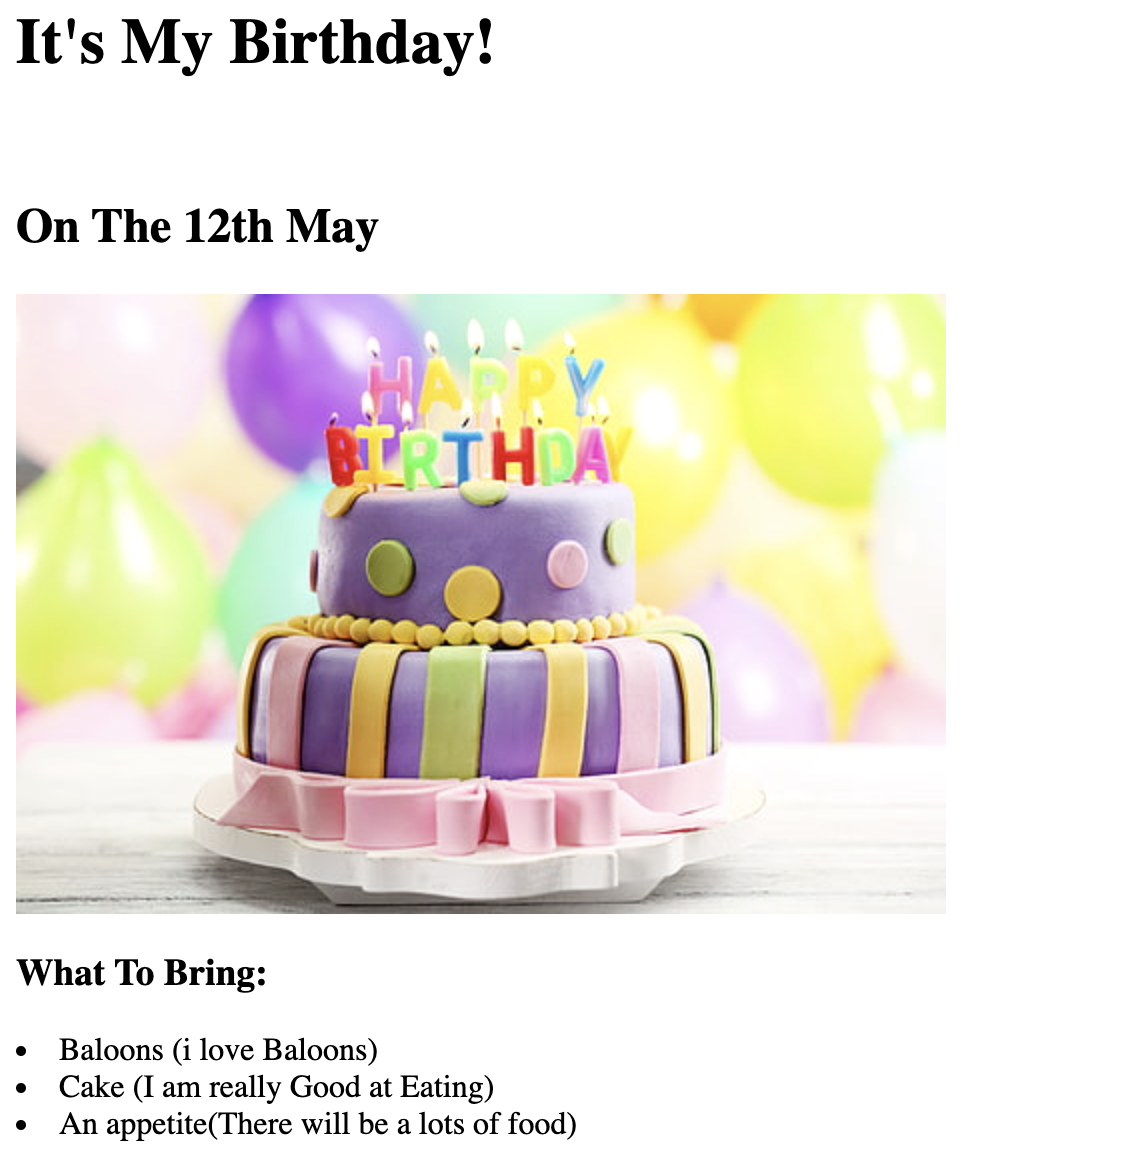 It's My Birthday!
On The 12th May
HAPPY
BIRTHDAY
What To Bring:
• Baloons (i love Baloons)
• Cake (I am really Good at Eating)
• An appetite(There will be a lots of food)